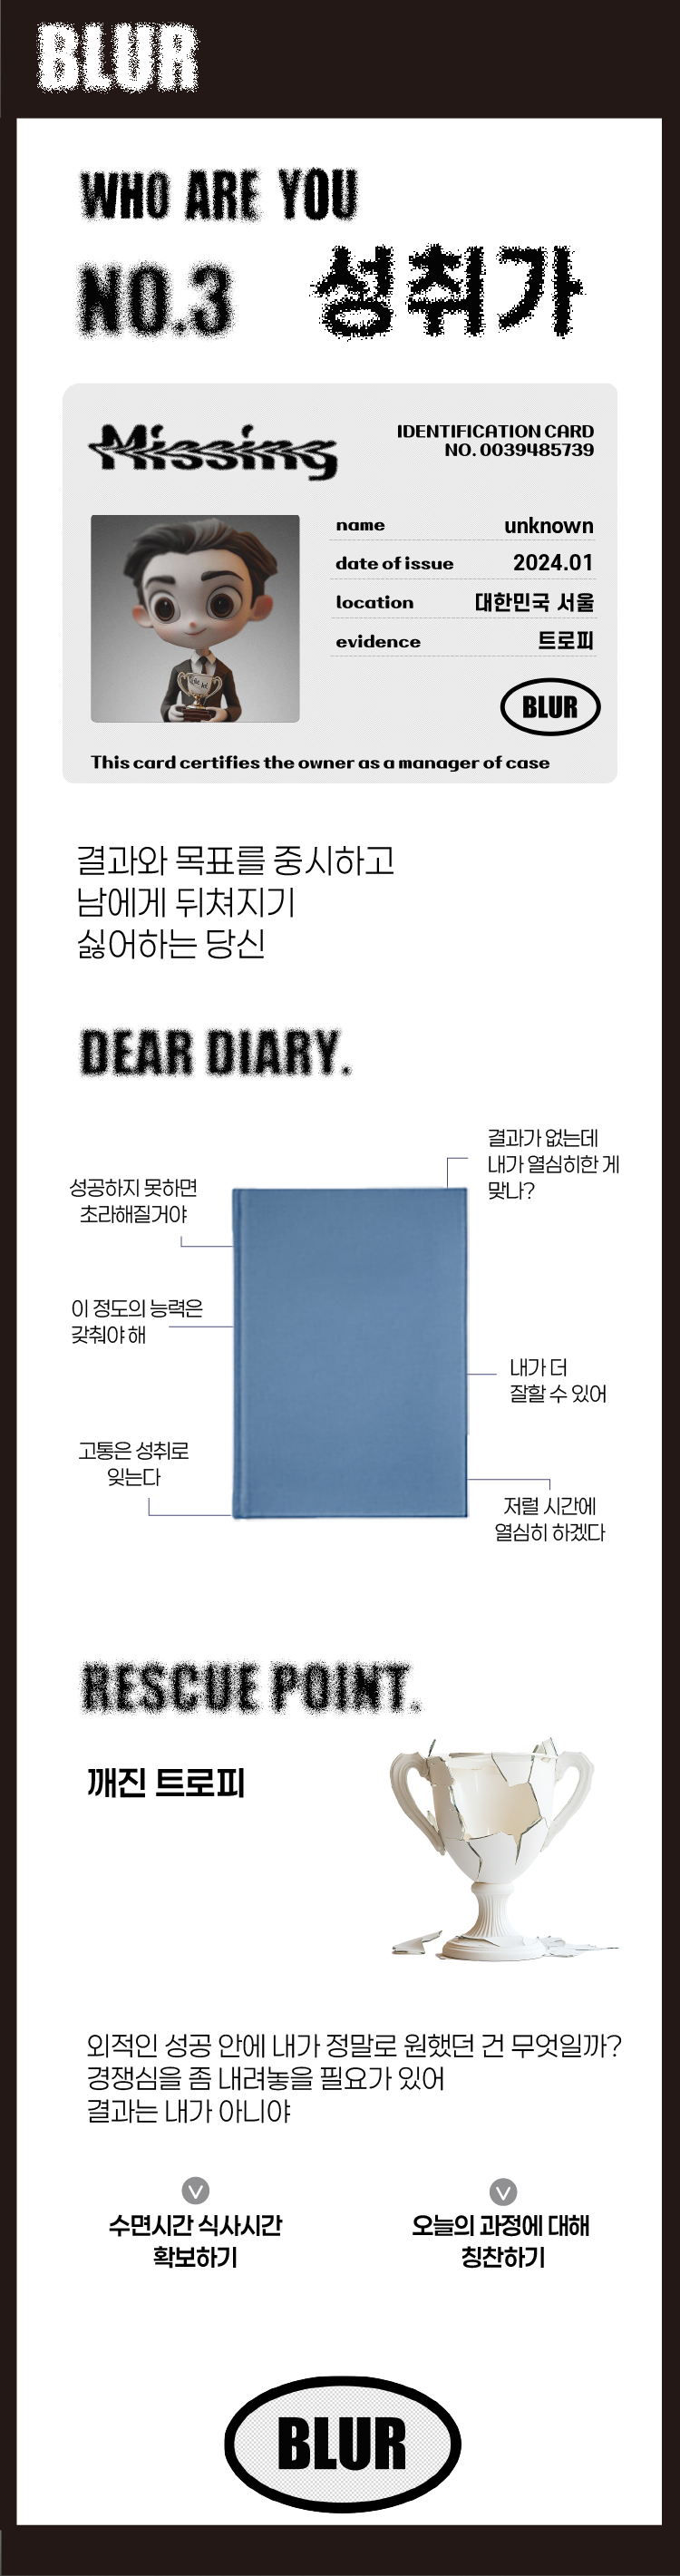 BLUR
WHO ARE YOU
NO.3 성취가
Missing
IDENTIFICATION CARD
NO. 0039485739
name unknown
date of issue 2024.01
location 대한민국 서울
evidence 트로피
BLUR
This card certifies the owner as a manager of case
결과와 목표를 중시하고
남에게 뒤쳐지기
싫어하는 당신
DEAR DIARY.
결과가 없는데
내가 열심히한 게
맞나?
성공하지 못하면
초라해질거야
이 정도의 능력은
갖춰야 해
내가 더
잘할 수 있어
고통은 성취로
잊는다
저럴 시간에
열심히 하겠다
RESCUE POINT.
깨진 트로피
외적인 성공 안에 내가 정말로 원했던 건 무엇일까?
경쟁심을 좀 내려놓을 필요가 있어
결과는 내가 아니야
V
수면시간 식사시간
확보하기
V
오늘의 과정에 대해
칭찬하기
BLUR